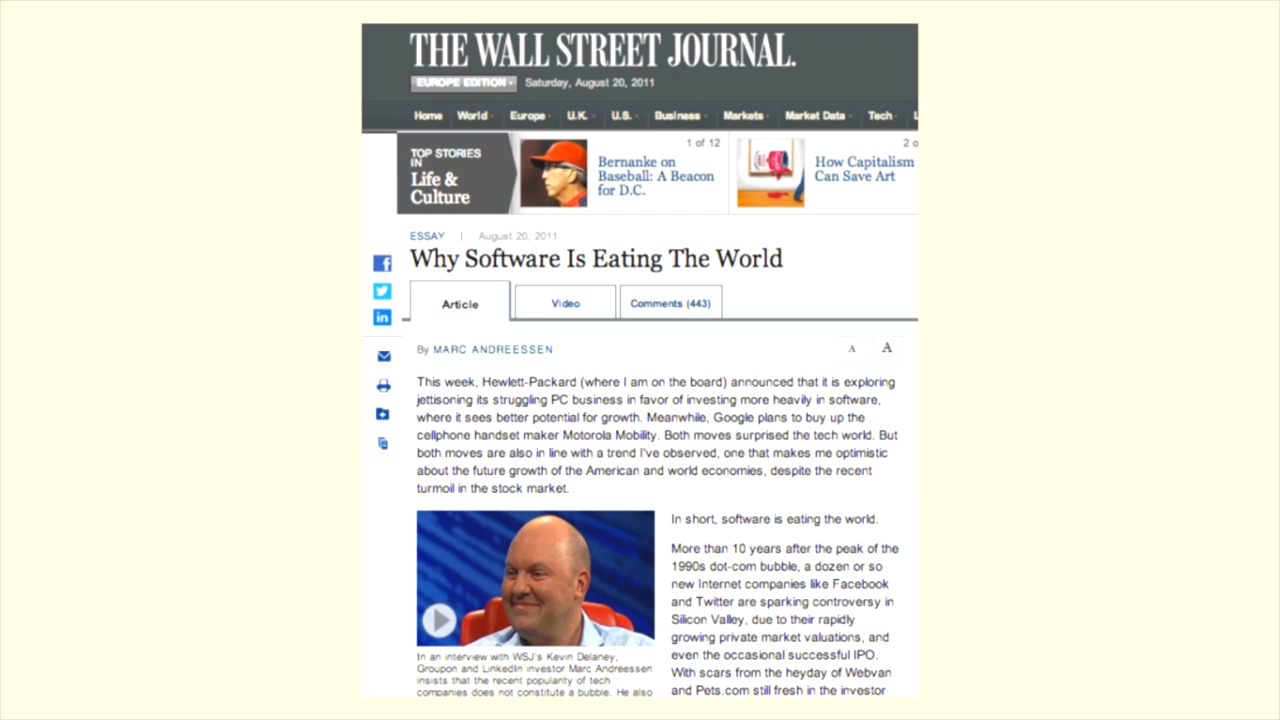 THE WALL STREET JOURNAL.
EUROPE EDITION
Saturday, August 20, 2011
Home World Europe U.K. U.S. Business Markets Market Data Tech
TOP STORIES
IN
Life &
Culture
1 of 12
Bernanke on
Baseball: A Beacon
for D.C.
2 o
How Capitalism
Can Save Art
ESSAY | August 20, 2011
Why Software Is Eating The World
Article Video Comments (443)
By MARC ANDREESSEN
A A
This week, Hewlett-Packard (where I am on the board) announced that it is exploring
jettisoning its struggling PC business in favor of investing more heavily in software,
where it sees better potential for growth. Meanwhile, Google plans to buy up the
cellphone handset maker Motorola Mobility. Both moves surprised the tech world. But
both moves are also in line with a trend I've observed, one that makes me optimistic
about the future growth of the American and world economies, despite the recent
turmoil in the stock market.
In an interview with WSJ's Kevin Delaney,
Groupon and LinkedIn investor Marc Andreessen
insists that the recent popularity of tech
companies does not constitute a bubble. He also
In short, software is eating the world.
More than 10 years after the peak of the
1990s dot-com bubble, a dozen or so
new Internet companies like Facebook
and Twitter are sparking controversy in
Silicon Valley, due to their rapidly
growing private market valuations, and
even the occasional successful IPO.
With scars from the heyday of Webvan
and Pets.com still fresh in the investor